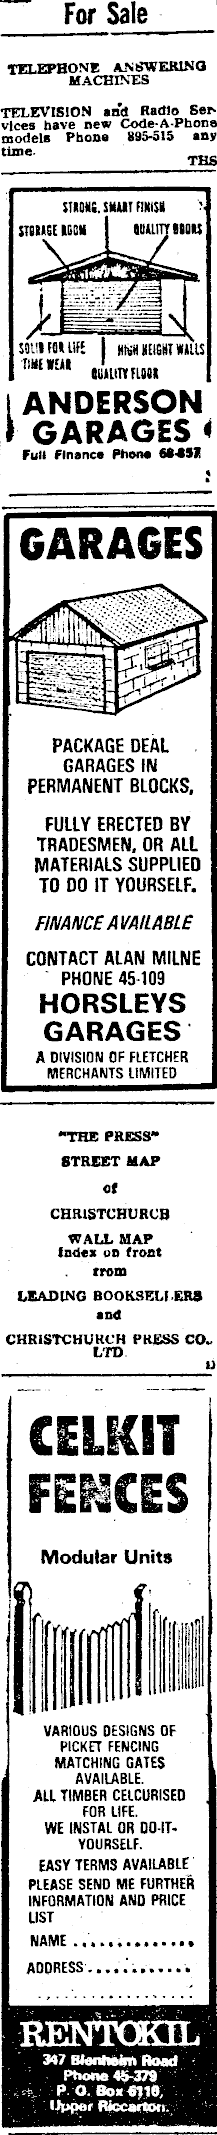 For Sale
TELEPHONE ANSWERING
MACHINES
TELEVISION and Radio Ser-
vices have new Code-A-Phone
models Phone 895-515 any
time.
THS
STRONG, SMART FINISH
STORAGE ROOM
QUALITY DOORS
SOLID FOR LIFE
TIME WEAR
HIGH HEIGHT WALLS
QUALITY FLOOR
ANDERSON
GARAGES
Full Finance Phone 68-857
GARAGES
PACKAGE DEAL
GARAGES IN
PERMANENT BLOCKS,
FULLY ERECTED BY
TRADESMEN, OR ALL
MATERIALS SUPPLIED
TO DO IT YOURSELF.
FINANCE AVAILABLE
CONTACT ALAN MILNE
PHONE 45-109
HORSLEYS
GARAGES
A DIVISION OF FLETCHER
MERCHANTS LIMITED
"THE PRESS"
STREET MAP
of
CHRISTCHURCH
WALL MAP
Index on front
from
LEADING BOOKSELLERS
and
CHRISTCHURCH PRESS CO.,
LTD.
CELKIT
FENCES
Modular Units
VARIOUS DESIGNS OF
PICKET FENCING
MATCHING GATES
AVAILABLE.
ALL TIMBER CELCURISED
FOR LIFE.
WE INSTAL OR DO-IT-
YOURSELF.
EASY TERMS AVAILABLE
PLEASE SEND ME FURTHER
INFORMATION AND PRICE
LIST
NAME ..............
ADDRESS..............
..............
RENTOKIL
347 Blenheim Road
Phone 45-379
P. O. Box 6116,
Upper Riccarton.